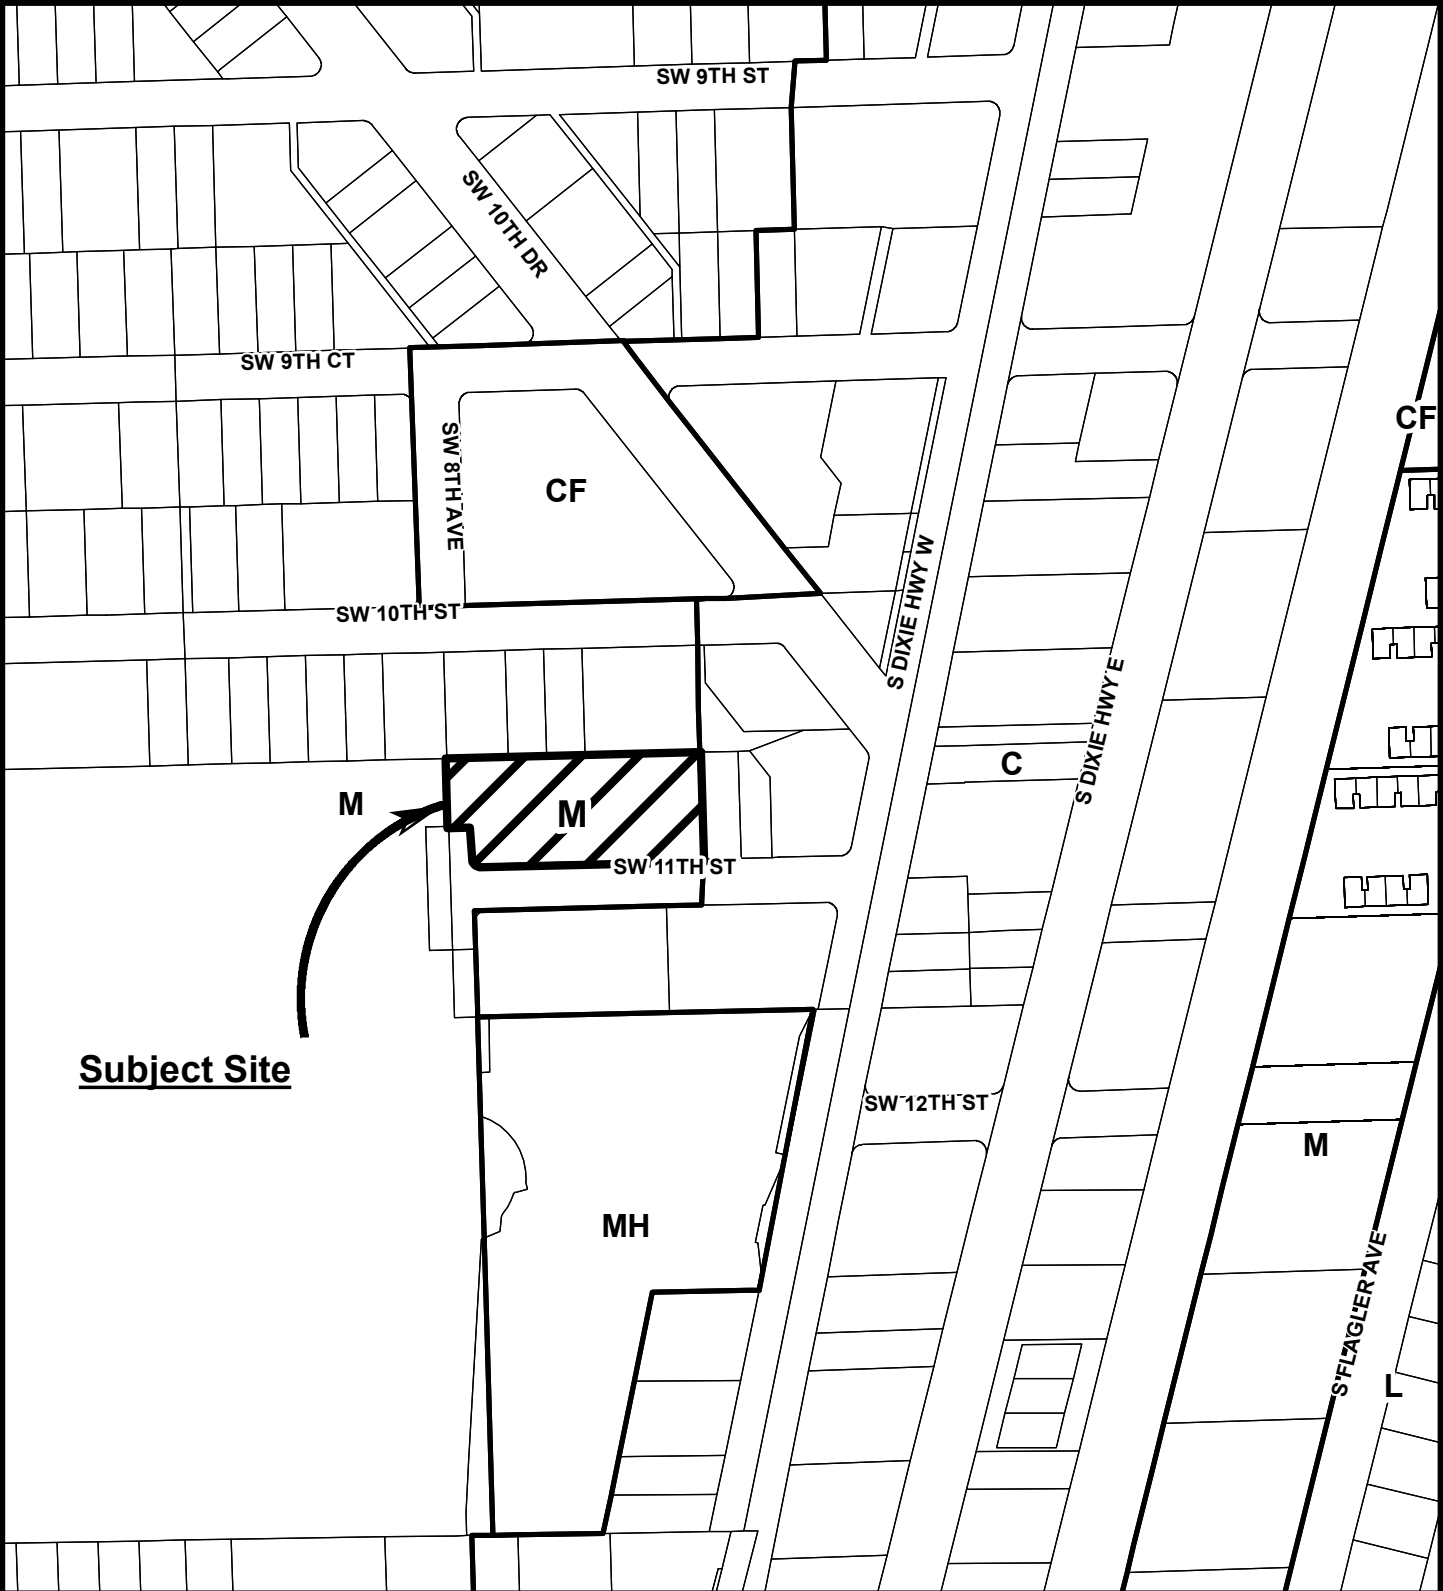 SW 9TH ST
SW 10TH DR
SW 9TH CT
CF
SW 8TH AVE
CF
SW 10TH ST
S DIXIE HWY W
S DIXIE HWY E
C
M
M
SW 11TH ST
Subject Site
SW 12TH ST
M
MH
S FLAGLER AVE
L